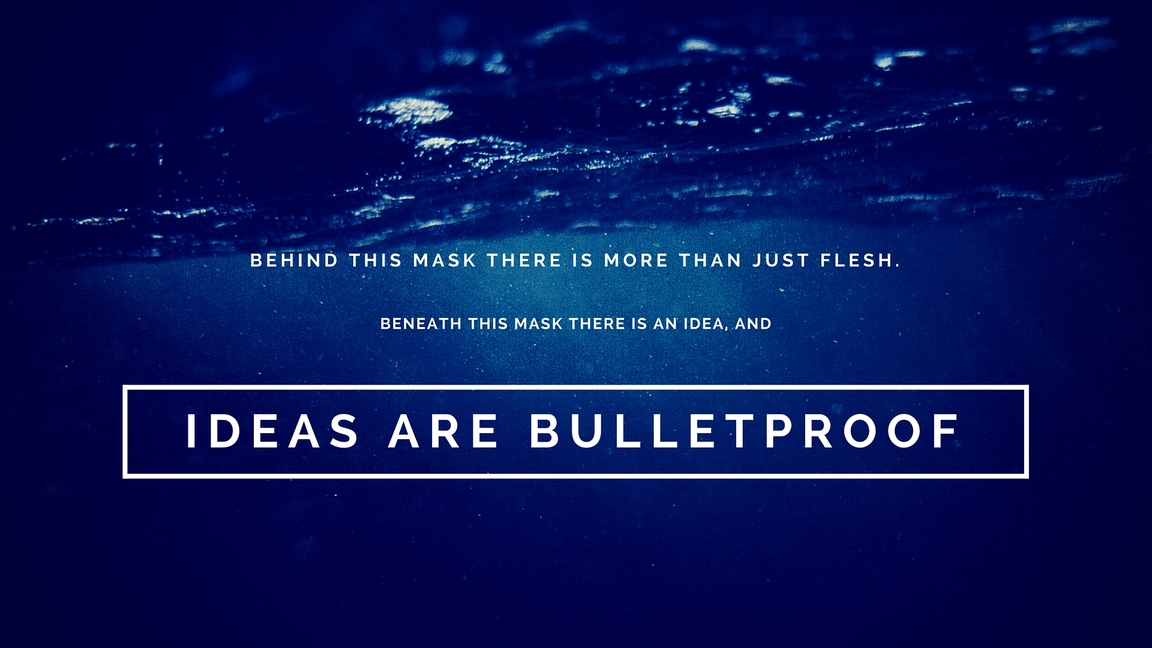 BEHIND THIS MASK THERE IS MORE THAN JUST FLESH.
BENEATH THIS MASK THERE IS AN IDEA, AND
IDEAS ARE BULLETPROOF